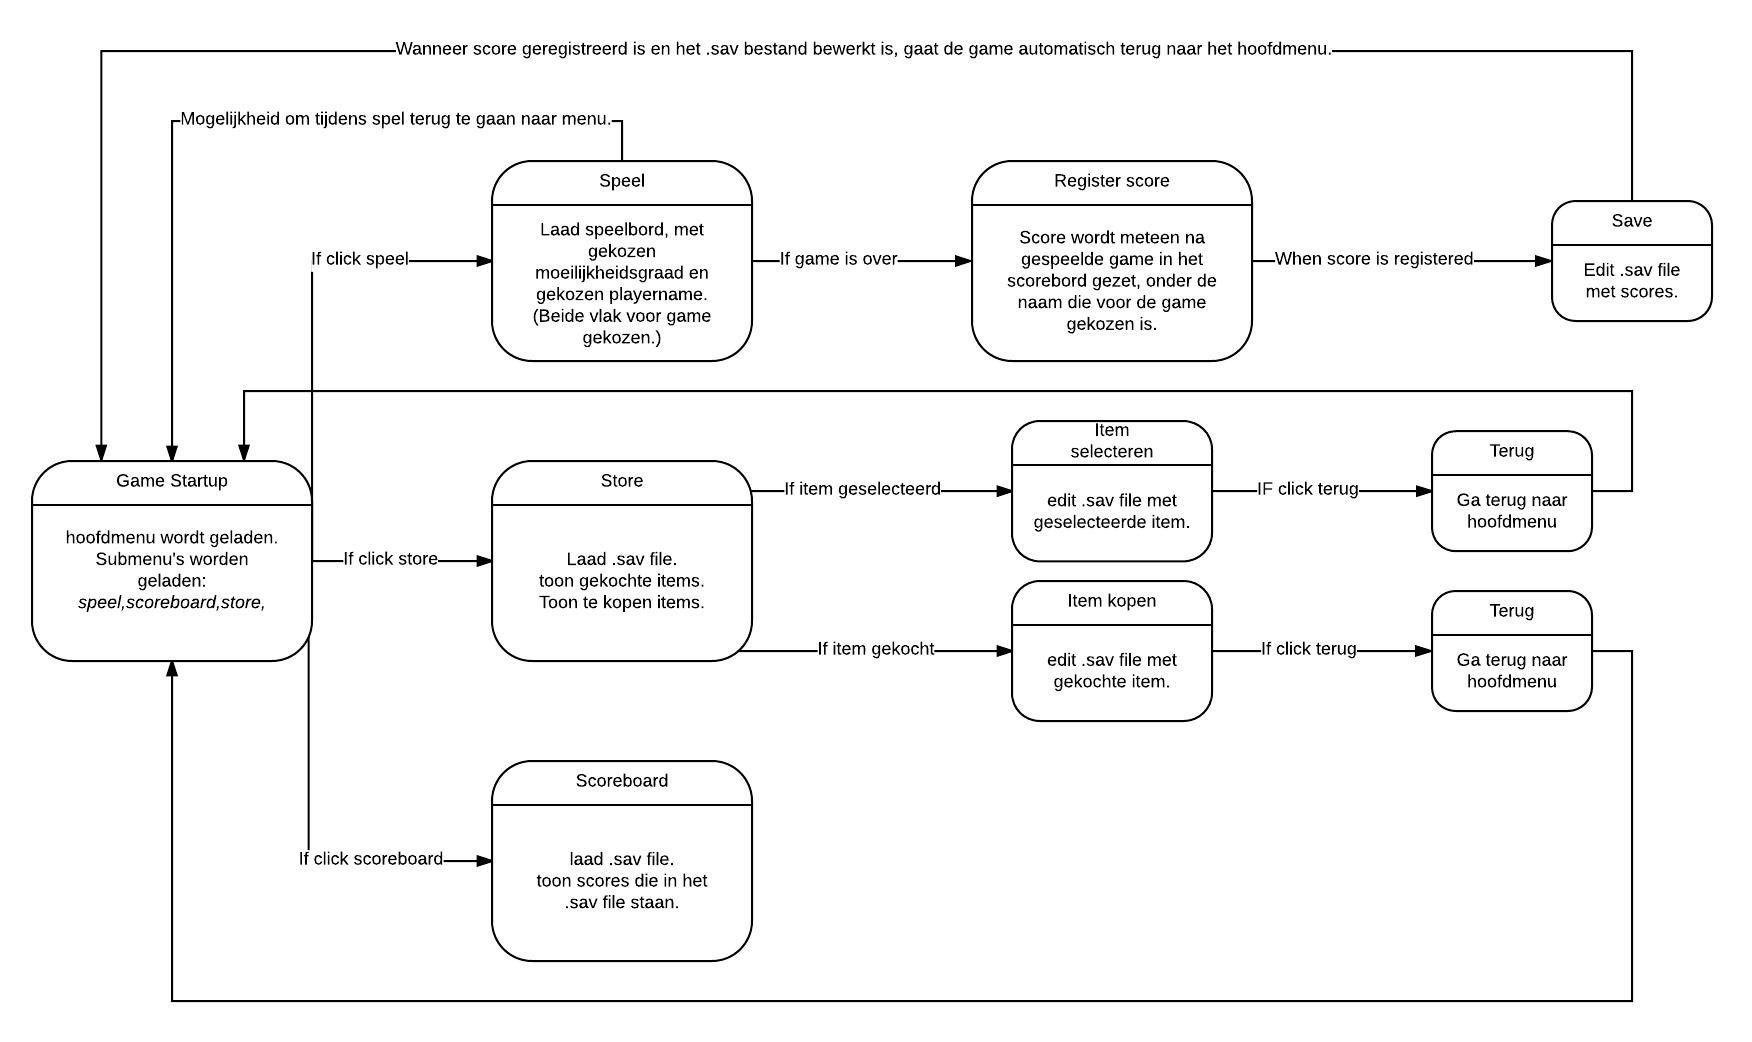 Wanneer score geregistreerd is en het .sav bestand bewerkt is, gaat de game automatisch terug naar het hoofdmenu.
Mogelijkheid om tijdens spel terug te gaan naar menu.
Speel
Laad speelbord, met
gekozen
moeilijkheidsgraad en
gekozen playername.
(Beide vlak voor game
gekozen.)
Register score
Score wordt meteen na
gespeelde game in het
scorebord gezet, onder de
naam die voor de game
gekozen is.
Save
Edit .sav file
met scores.
If click speel
If game is over
When score is registered
Game Startup
hoofdmenu wordt geladen.
Submenu's worden
geladen:
speel,scoreboard,store,
If click store
Store
Laad .sav file.
toon gekochte items.
Toon te kopen items.
If item geselecteerd
Item
selecteren
edit .sav file met
geselecteerde item.
IF click terug
Terug
Ga terug naar
hoofdmenu
If item gekocht
Item kopen
edit .sav file met
gekochte item.
If click terug
Terug
Ga terug naar
hoofdmenu
If click scoreboard
Scoreboard
laad .sav file.
toon scores die in het
.sav file staan.